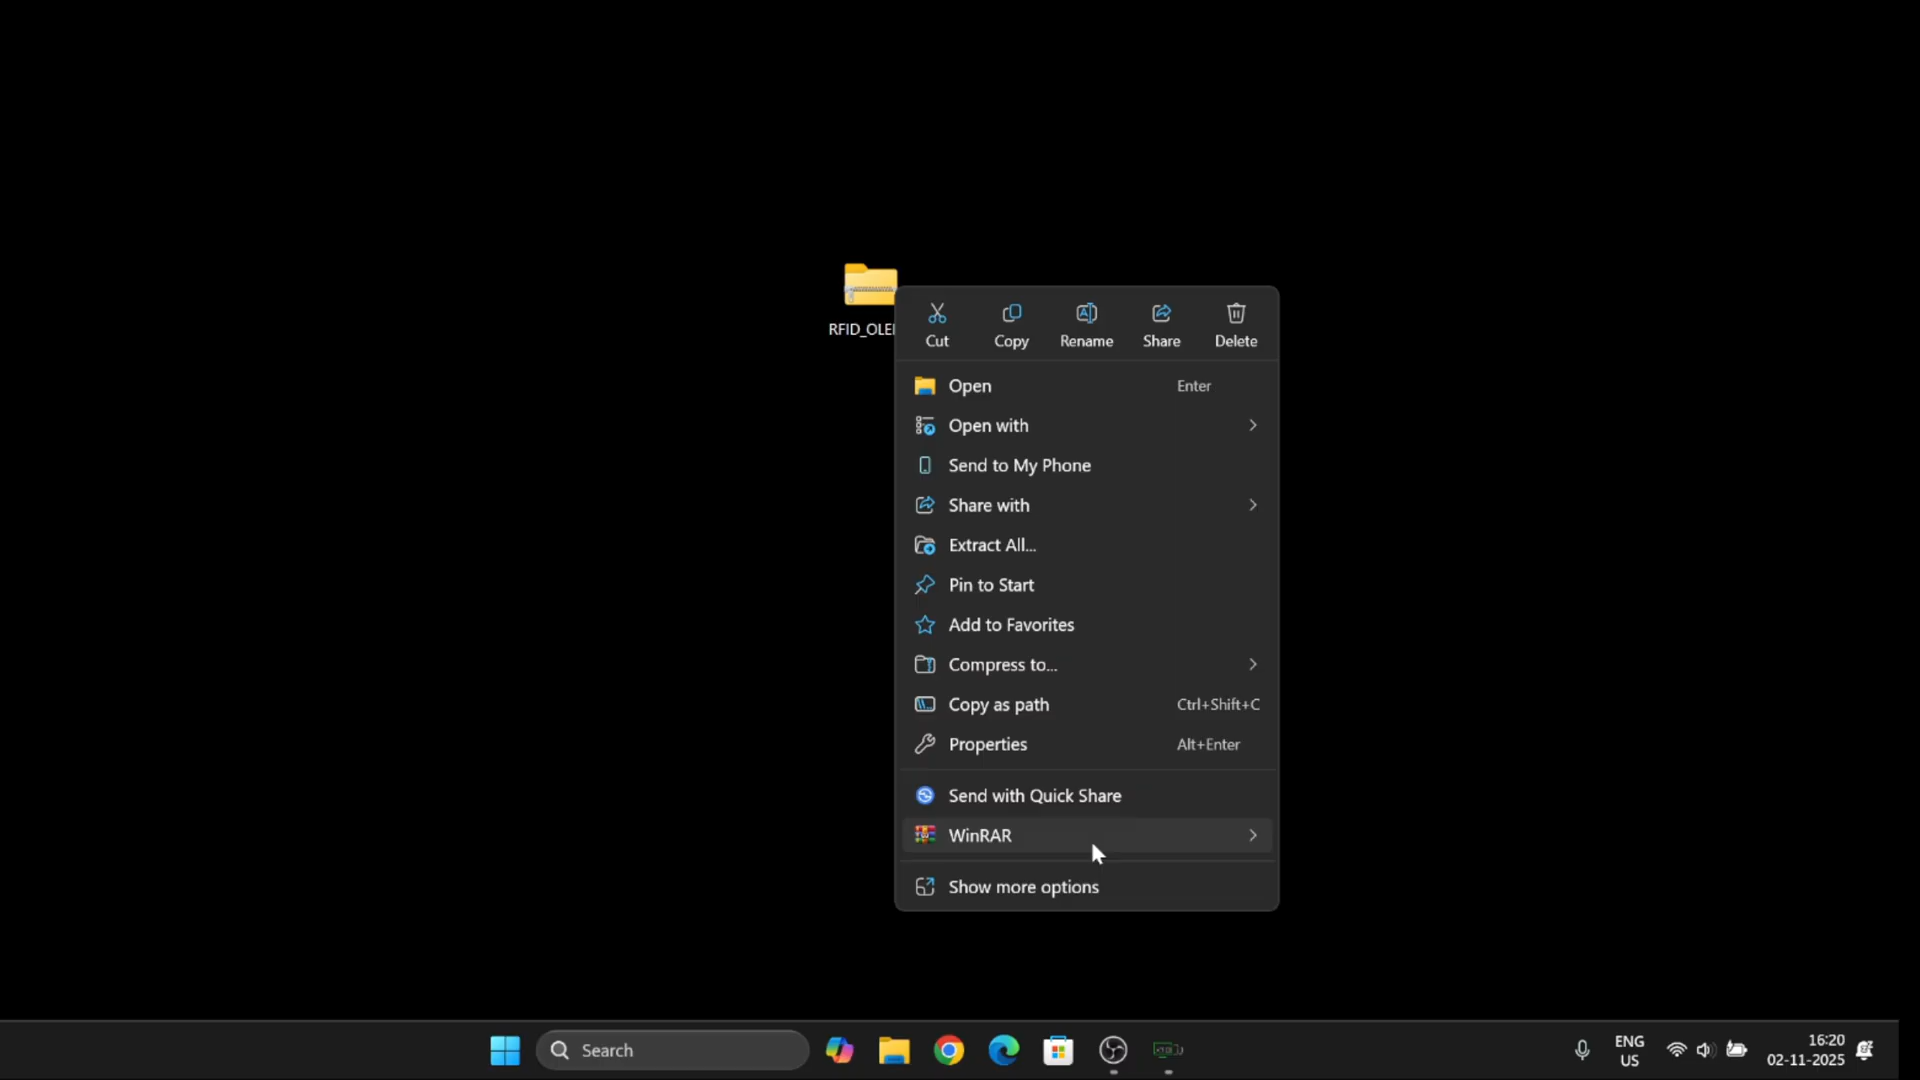 RFID_OLE
Cut
Copy
Rename
Share
Delete
Open Enter
Open with
Send to My Phone
Share with
Extract All...
Pin to Start
Add to Favorites
Compress to...
Copy as path Ctrl+Shift+C
Properties Alt+Enter
Send with Quick Share
WinRAR
Show more options
Search
ENG
US
16:20
02-11-2025